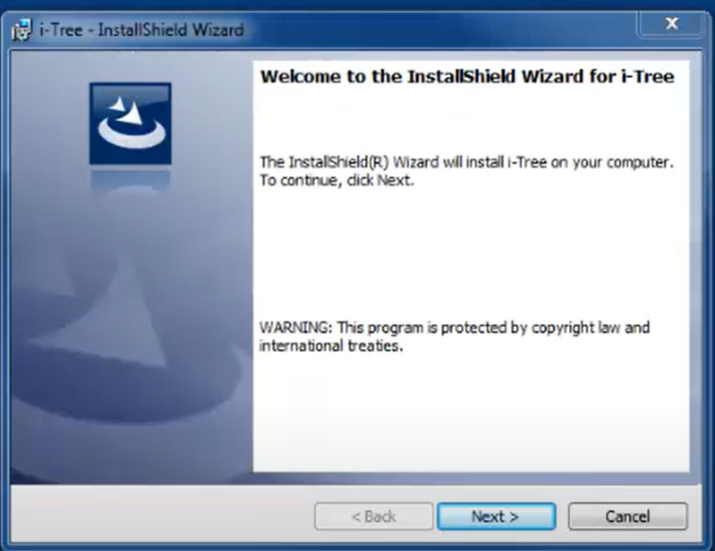 i-Tree - InstallShield Wizard
x
Welcome to the InstallShield Wizard for i-Tree
The InstallShield(R) Wizard will install i-Tree on your computer.
To continue, click Next.
WARNING: This program is protected by copyright law and
international treaties.
< Back Next > Cancel